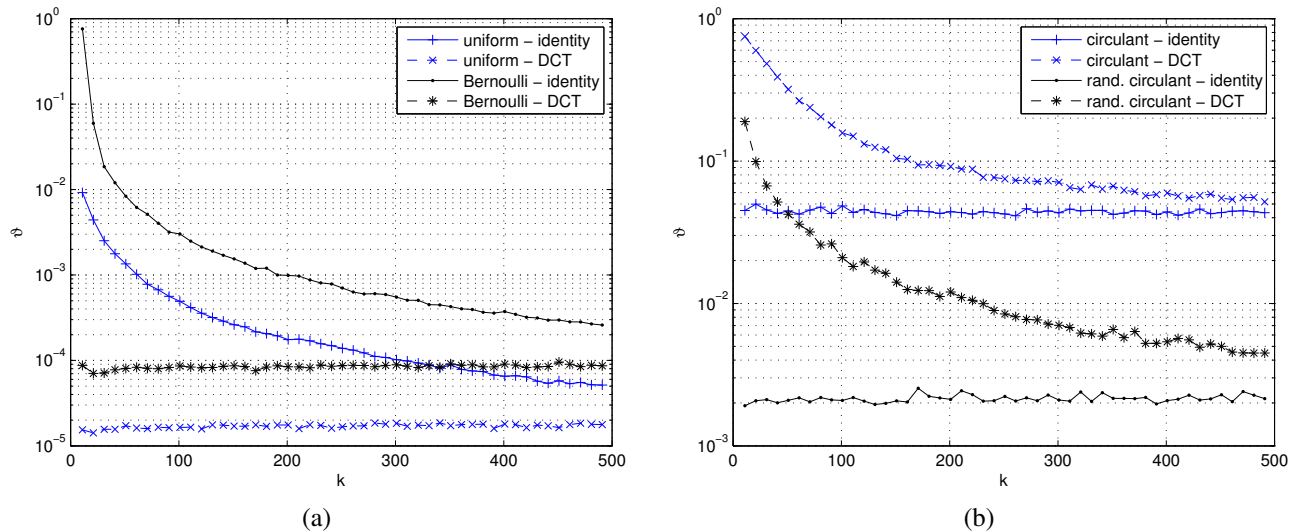 10^0
10^-1
10^-2
10^-3
10^-4
10^-5
ϑ
0 100 200 300 400 500
k
uniform – identity
uniform – DCT
Bernoulli – identity
Bernoulli – DCT
(a)
10^0
10^-1
10^-2
10^-3
ϑ
0 100 200 300 400 500
k
circulant – identity
circulant – DCT
rand. circulant – identity
rand. circulant – DCT
(b)